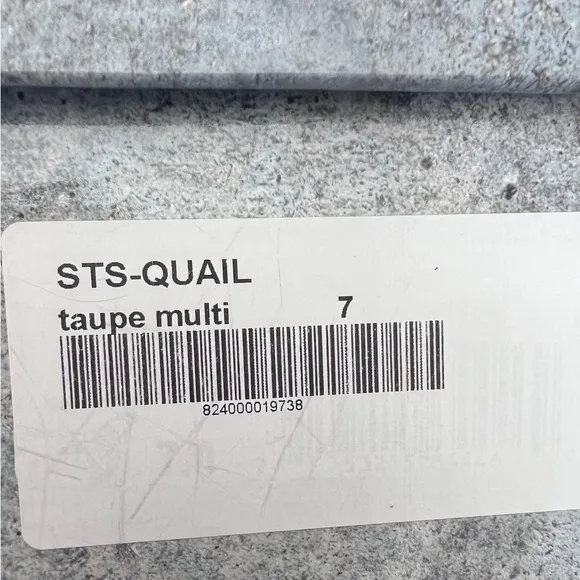 STS-QUAIL
taupe multi 7
824000019738